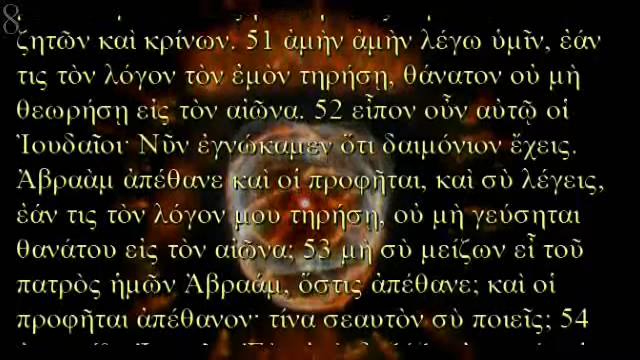 8
ζητῶν καὶ κρίνων. 51 ἀμὴν ἀμὴν λέγω ὑμῖν, ἐάν
τις τὸν λόγον τὸν ἐμὸν τηρήσῃ, θάνατον οὐ μὴ
θεωρήσῃ εἰς τὸν αἰῶνα. 52 εἶπον οὖν αὐτῷ οἱ
Ἰουδαῖοι· Νῦν ἐγνώκαμεν ὅτι δαιμόνιον ἔχεις.
Ἀβραὰμ ἀπέθανε καὶ οἱ προφῆται, καὶ σὺ λέγεις,
ἐάν τις τὸν λόγον μου τηρήσῃ, οὐ μὴ γεύσηται
θανάτου εἰς τὸν αἰῶνα; 53 μὴ σὺ μείζων εἶ τοῦ
πατρὸς ἡμῶν Ἀβραάμ, ὅστις ἀπέθανε; καὶ οἱ
προφῆται ἀπέθανον· τίνα σεαυτὸν σὺ ποιεῖς; 54